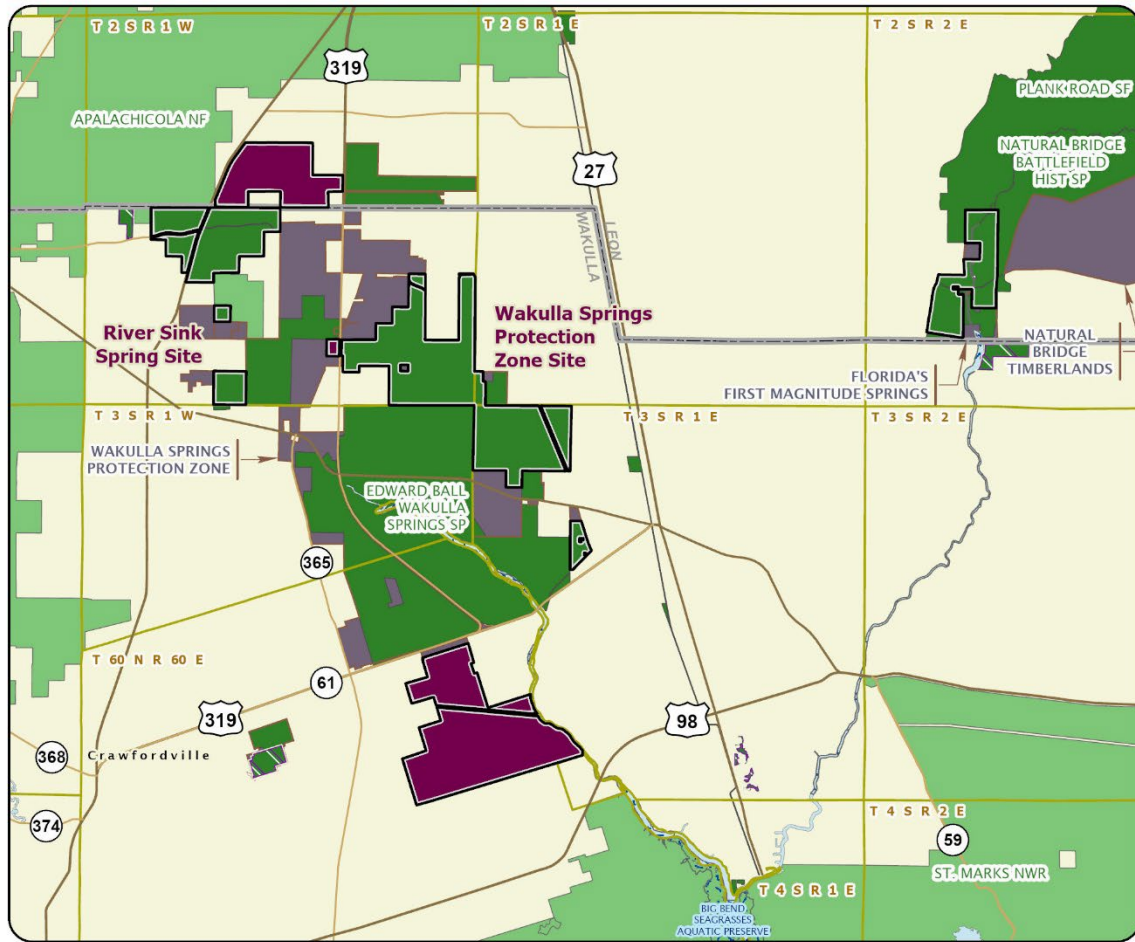 T 2 S R 1 W
T 2 S R 1 E
T 2 S R 2 E
319
PLANK ROAD SF
APALACHICOLA NF
NATURAL BRIDGE
BATTLEFIELD
HIST SP
27
LEON
WAKULLA
River Sink
Spring Site
Wakulla Springs
Protection
Zone Site
NATURAL
BRIDGE
TIMBERLANDS
FLORIDA'S
FIRST MAGNITUDE SPRINGS
T 3 S R 1 W
T 3 S R 1 E
T 3 S R 2 E
WAKULLA SPRINGS
PROTECTION ZONE
EDWARD BALL
WAKULLA
SPRINGS SP
365
T 60 N R 60 E
61
319
98
368
Crawfordville
374
T 4 S R 2 E
59
ST. MARKS NWR
T 4 S R 1 E
BIG BEND
SEAGRASSES
AQUATIC PRESERVE